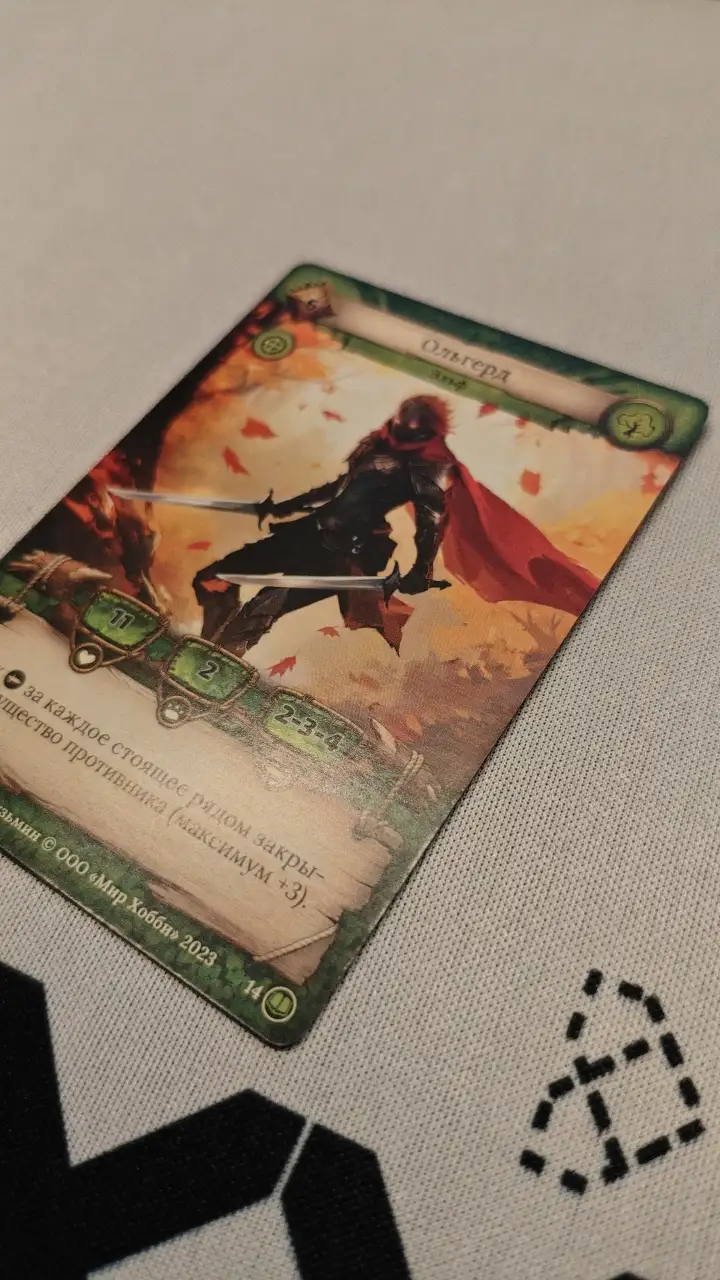 5
Ольгерд
Эльф
11
2
2-3-4
за каждое стоящее рядом закры-
противника (максимум +3).
© ООО «Мир Хобби» 2023
14